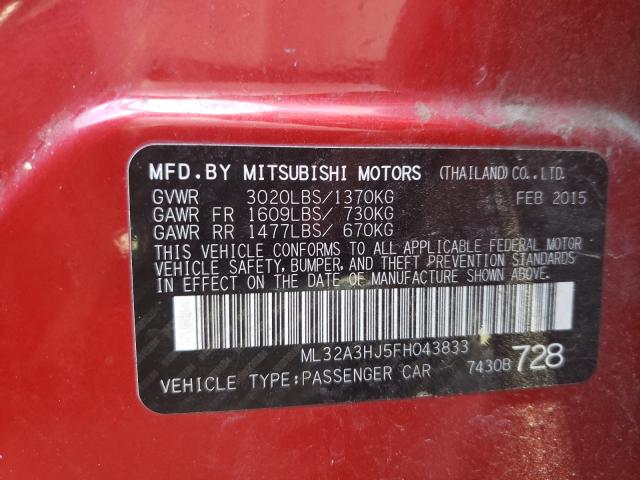 MFD. BY MITSUBISHI MOTORS (THAILAND) CO., LTD.
GVWR 3020LBS/1370KG FEB 2015
GAWR FR 1609LBS/ 730KG
GAWR RR 1477LBS/ 670KG
THIS VEHICLE CONFORMS TO ALL APPLICABLE FEDERAL MOTOR
VEHICLE SAFETY, BUMPER, AND THEFT PREVENTION STANDARDS
IN EFFECT ON THE DATE OF MANUFACTURE SHOWN ABOVE.
ML32A3HJ5FH043833
VEHICLE TYPE:PASSENGER CAR 7430B 728